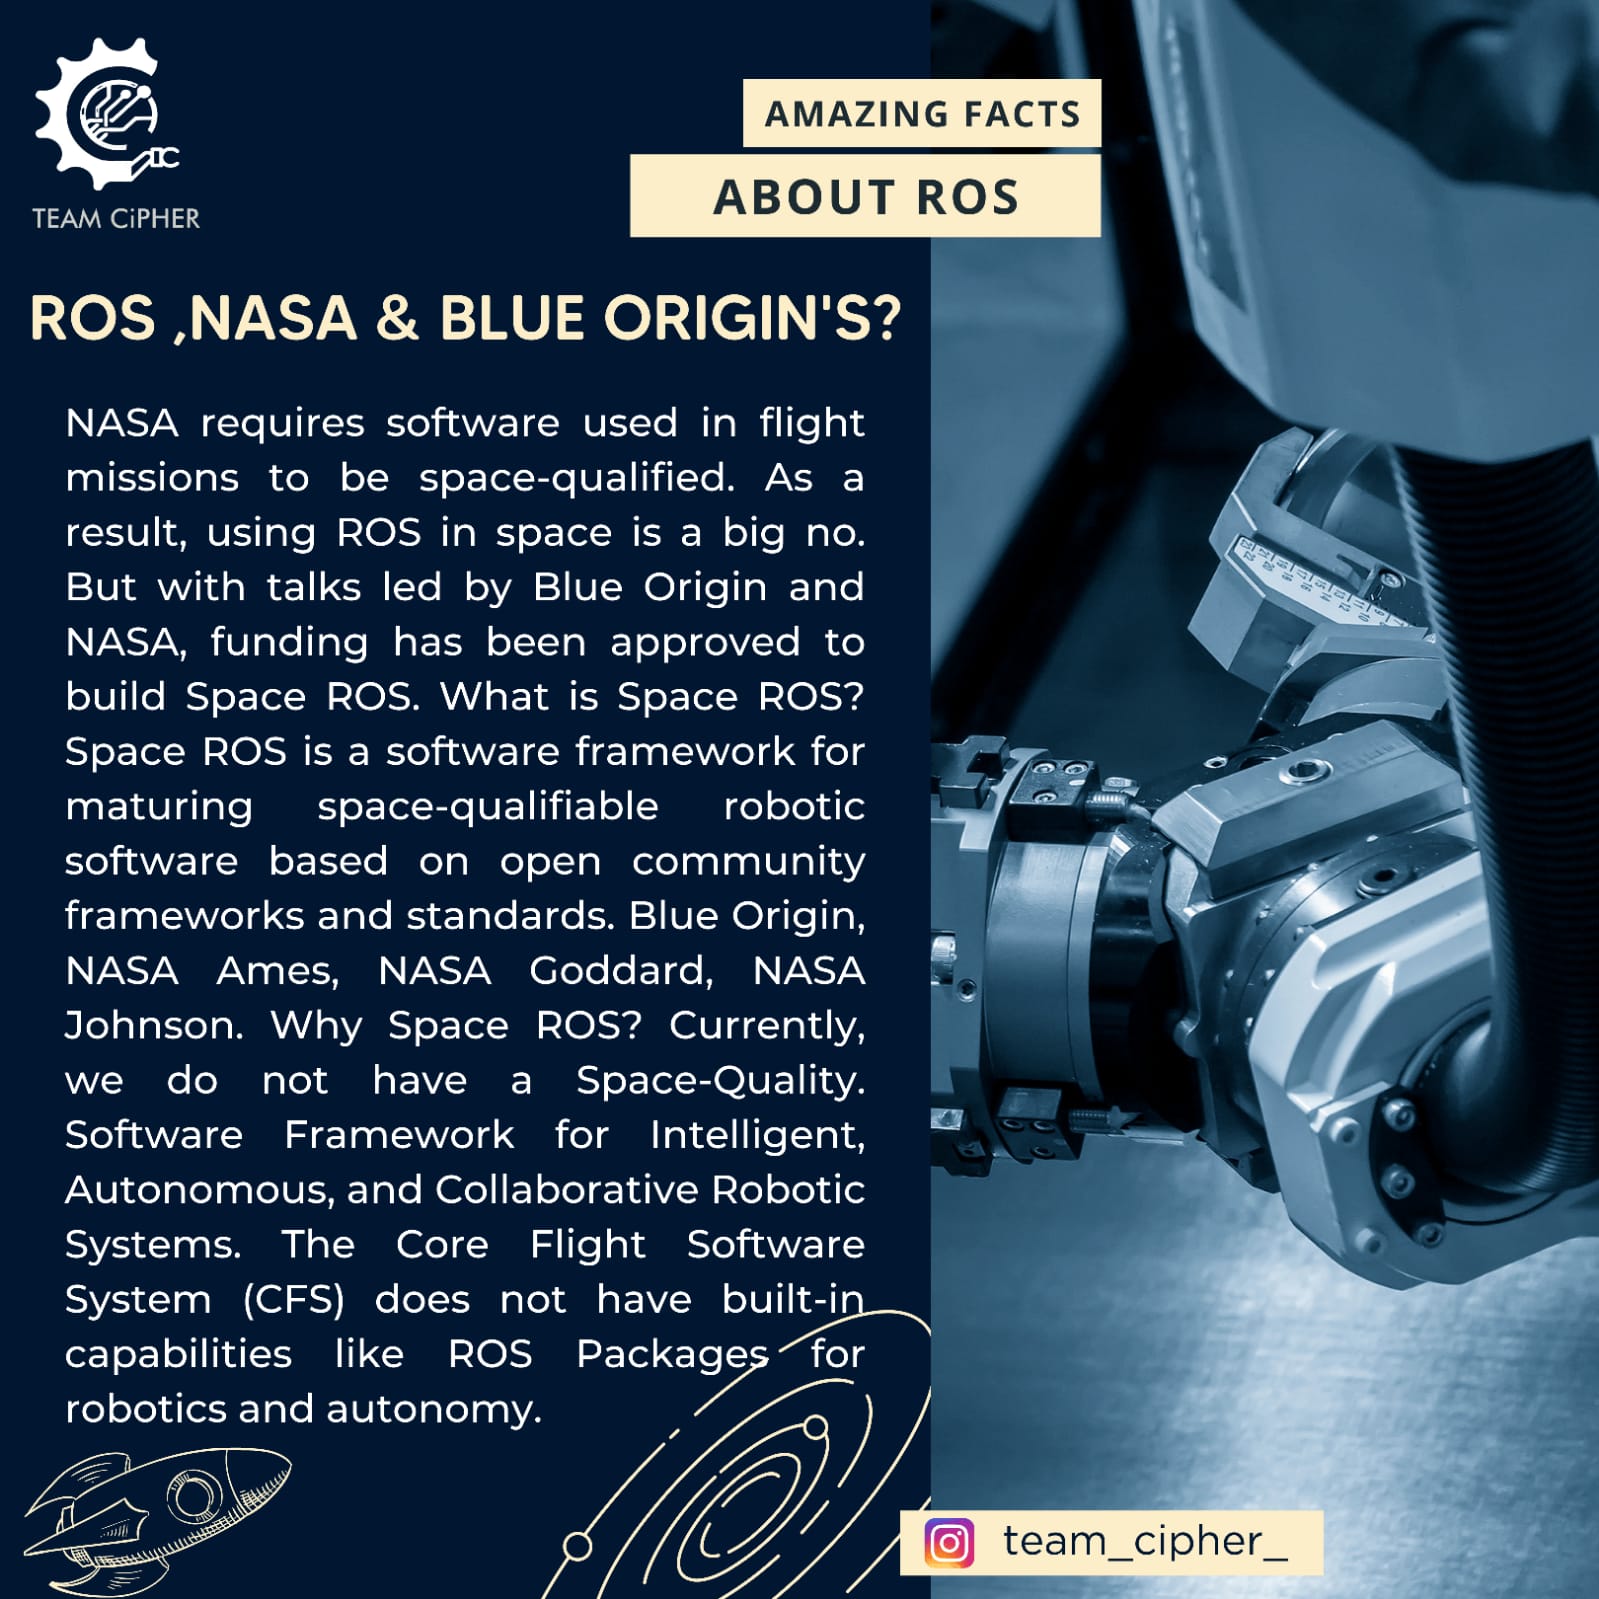 TEAM CiPHER
AMAZING FACTS
ABOUT ROS
ROS ,NASA & BLUE ORIGIN'S?
NASA requires software used in flight
missions to be space-qualified. As a
result, using ROS in space is a big no.
But with talks led by Blue Origin and
NASA, funding has been approved to
build Space ROS. What is Space ROS?
Space ROS is a software framework for
maturing space-qualifiable robotic
software based on open community
frameworks and standards. Blue Origin,
NASA Ames, NASA Goddard, NASA
Johnson. Why Space ROS? Currently,
we do not have a Space-Quality.
Software Framework for Intelligent,
Autonomous, and Collaborative Robotic
Systems. The Core Flight Software
System (CFS) does not have built-in
capabilities like ROS Packages for
robotics and autonomy.
team_cipher_